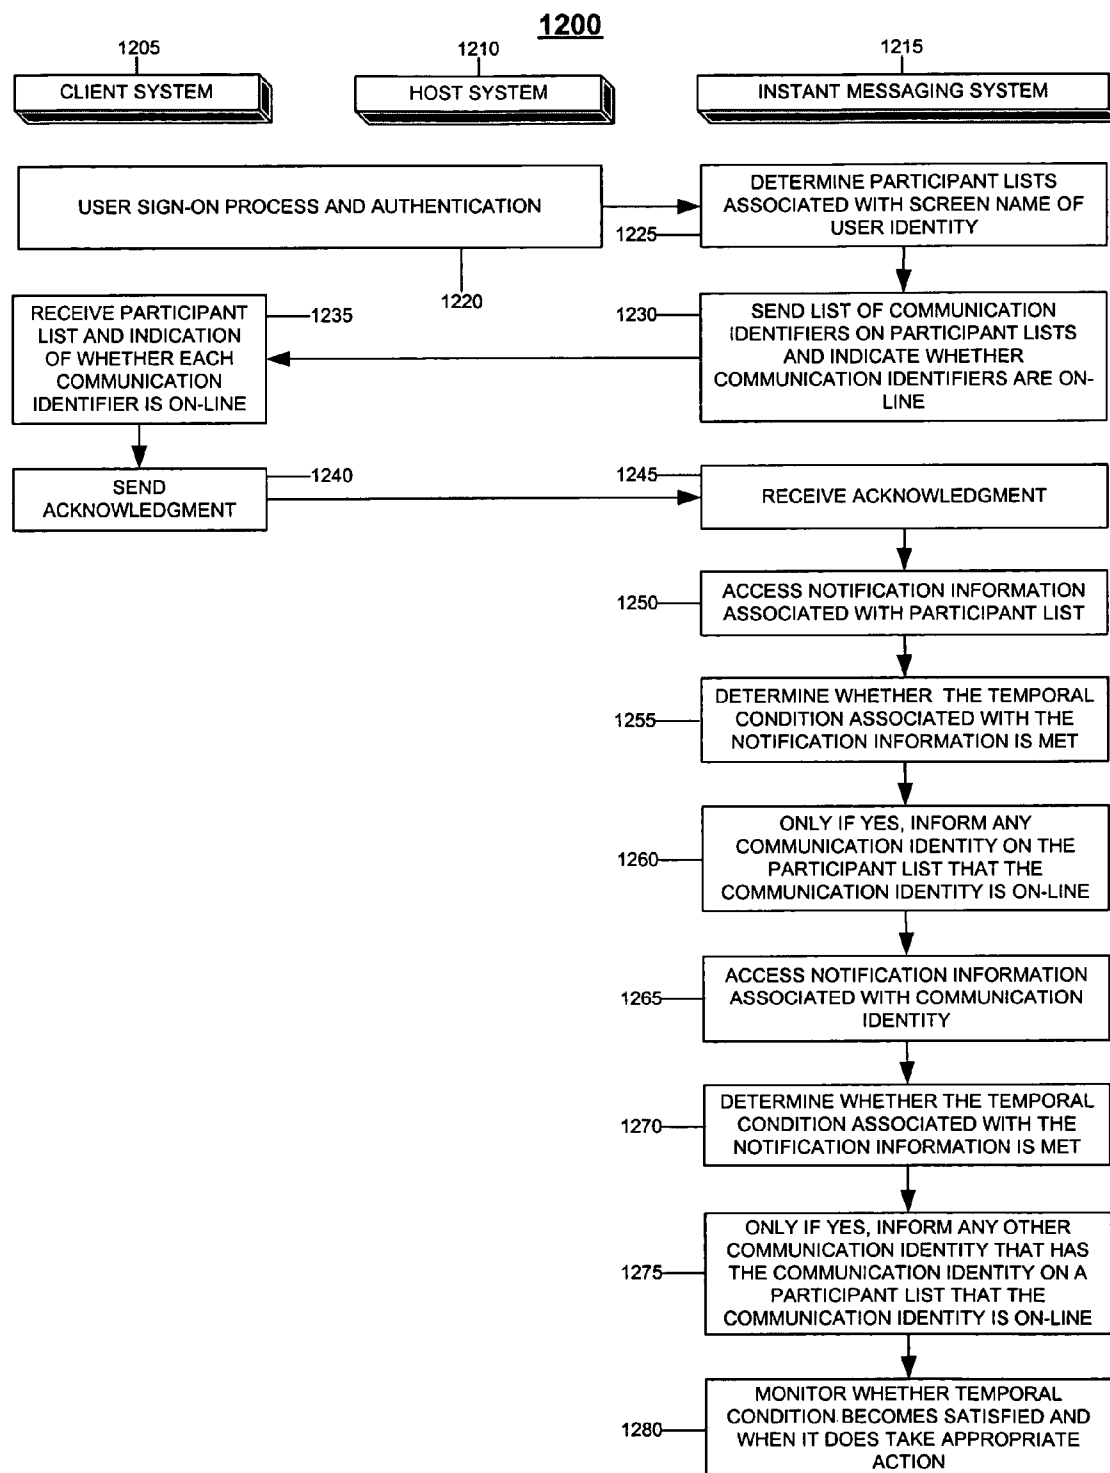 1200
1205
1210
1215
CLIENT SYSTEM
HOST SYSTEM
INSTANT MESSAGING SYSTEM
USER SIGN-ON PROCESS AND AUTHENTICATION
1220
DETERMINE PARTICIPANT LISTS
ASSOCIATED WITH SCREEN NAME OF
USER IDENTITY
1225
1230
SEND LIST OF COMMUNICATION
IDENTIFIERS ON PARTICIPANT LISTS
AND INDICATE WHETHER
COMMUNICATION IDENTIFIERS ARE ON-
LINE
RECEIVE PARTICIPANT
LIST AND INDICATION
OF WHETHER EACH
COMMUNICATION
IDENTIFIER IS ON-LINE
1235
SEND
ACKNOWLEDGMENT
1240
1245
RECEIVE ACKNOWLEDGMENT
1250
ACCESS NOTIFICATION INFORMATION
ASSOCIATED WITH PARTICIPANT LIST
1255
DETERMINE WHETHER THE TEMPORAL
CONDITION ASSOCIATED WITH THE
NOTIFICATION INFORMATION IS MET
1260
ONLY IF YES, INFORM ANY
COMMUNICATION IDENTITY ON THE
PARTICIPANT LIST THAT THE
COMMUNICATION IDENTITY IS ON-LINE
1265
ACCESS NOTIFICATION INFORMATION
ASSOCIATED WITH COMMUNICATION
IDENTITY
1270
DETERMINE WHETHER THE TEMPORAL
CONDITION ASSOCIATED WITH THE
NOTIFICATION INFORMATION IS MET
1275
ONLY IF YES, INFORM ANY OTHER
COMMUNICATION IDENTITY THAT HAS
THE COMMUNICATION IDENTITY ON A
PARTICIPANT LIST THAT THE
COMMUNICATION IDENTITY IS ON-LINE
1280
MONITOR WHETHER TEMPORAL
CONDITION BECOMES SATISFIED AND
WHEN IT DOES TAKE APPROPRIATE
ACTION